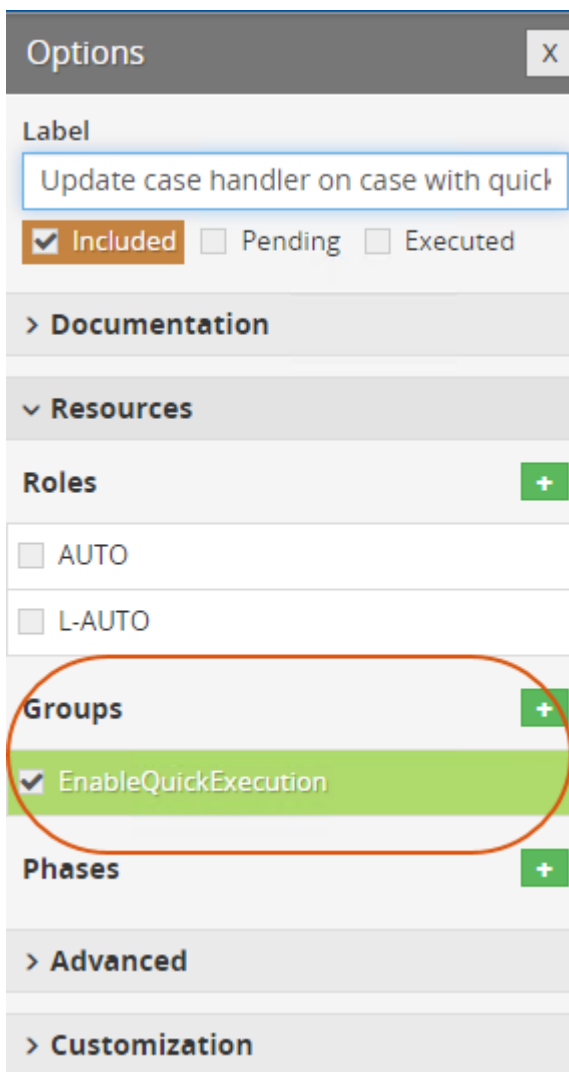 Options
X
Label
Update case handler on case with quick
Included Pending Executed
> Documentation
Resources
Roles +
AUTO
L-AUTO
Groups +
EnableQuickExecution
Phases +
> Advanced
> Customization